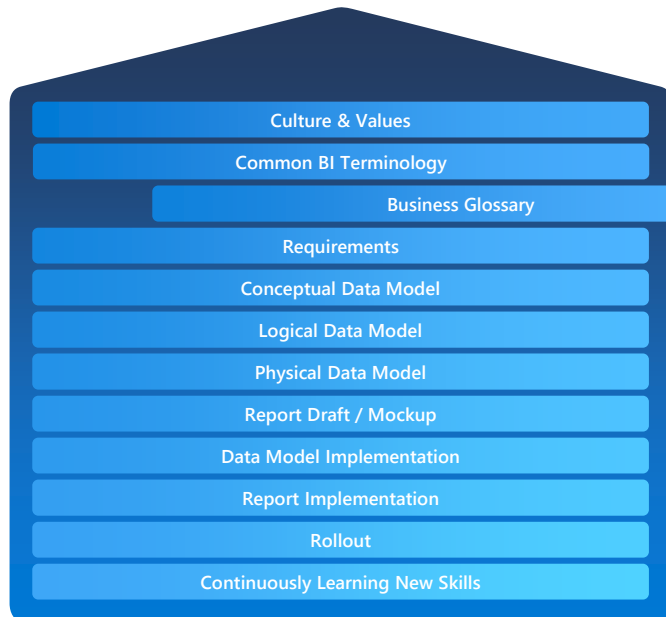 Culture & Values
Common BI Terminology
Business Glossary
Requirements
Conceptual Data Model
Logical Data Model
Physical Data Model
Report Draft / Mockup
Data Model Implementation
Report Implementation
Rollout
Continuously Learning New Skills